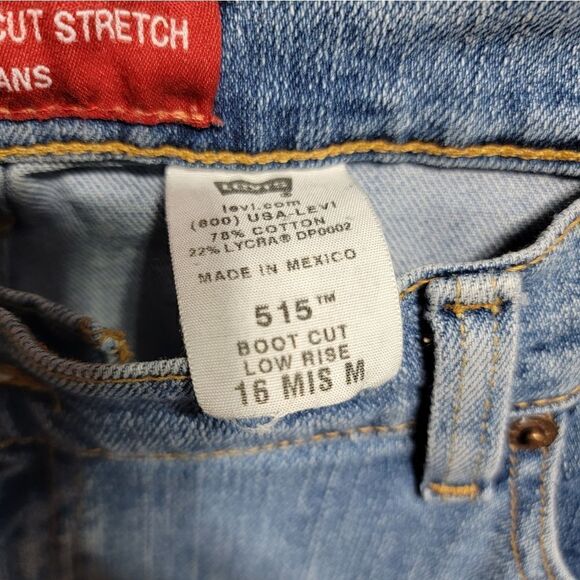 CUT STRETCH
ANS
LEVI'S
levi.com
(800) USA-LEVI
78% COTTON
22% LYCRA® DP0002
MADE IN MEXICO
515™
BOOT CUT
LOW RISE
16 MIS M